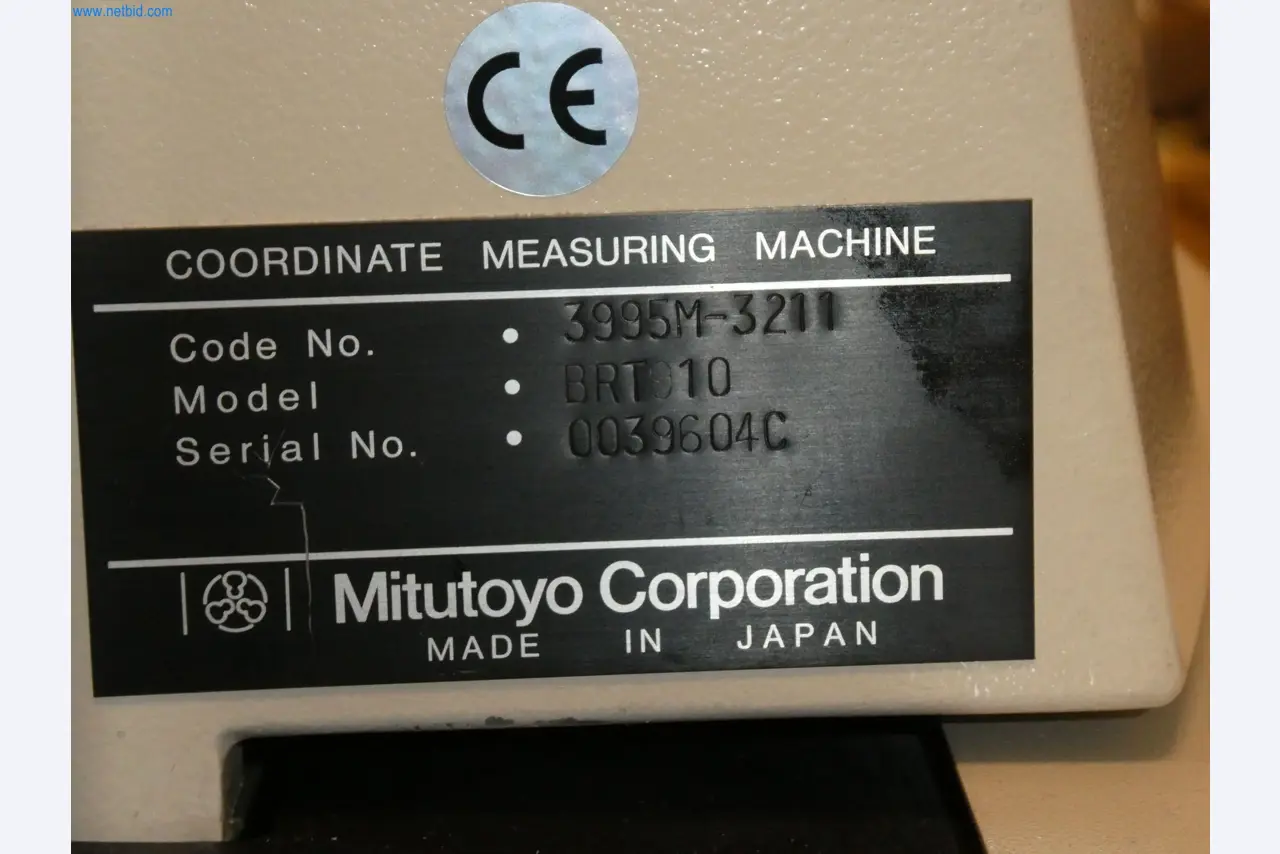 www.netbid.com
CE
COORDINATE MEASURING MACHINE
Code No. • 3995M-3211
Model • BRT910
Serial No. • 0039604C
Mitutoyo Corporation
MADE IN JAPAN